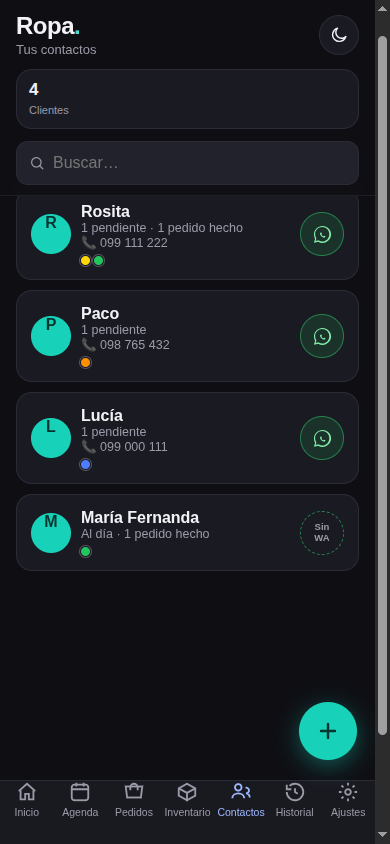 Ropa.
Tus contactos
4
Clientes
Buscar…
R
Rosita
1 pendiente · 1 pedido hecho
📞 099 111 222
P
Paco
1 pendiente
📞 098 765 432
L
Lucía
1 pendiente
📞 099 000 111
M
María Fernanda
Al día · 1 pedido hecho
Sin
WA
+
Inicio
Agenda
Pedidos
Inventario
Contactos
Historial
Ajustes